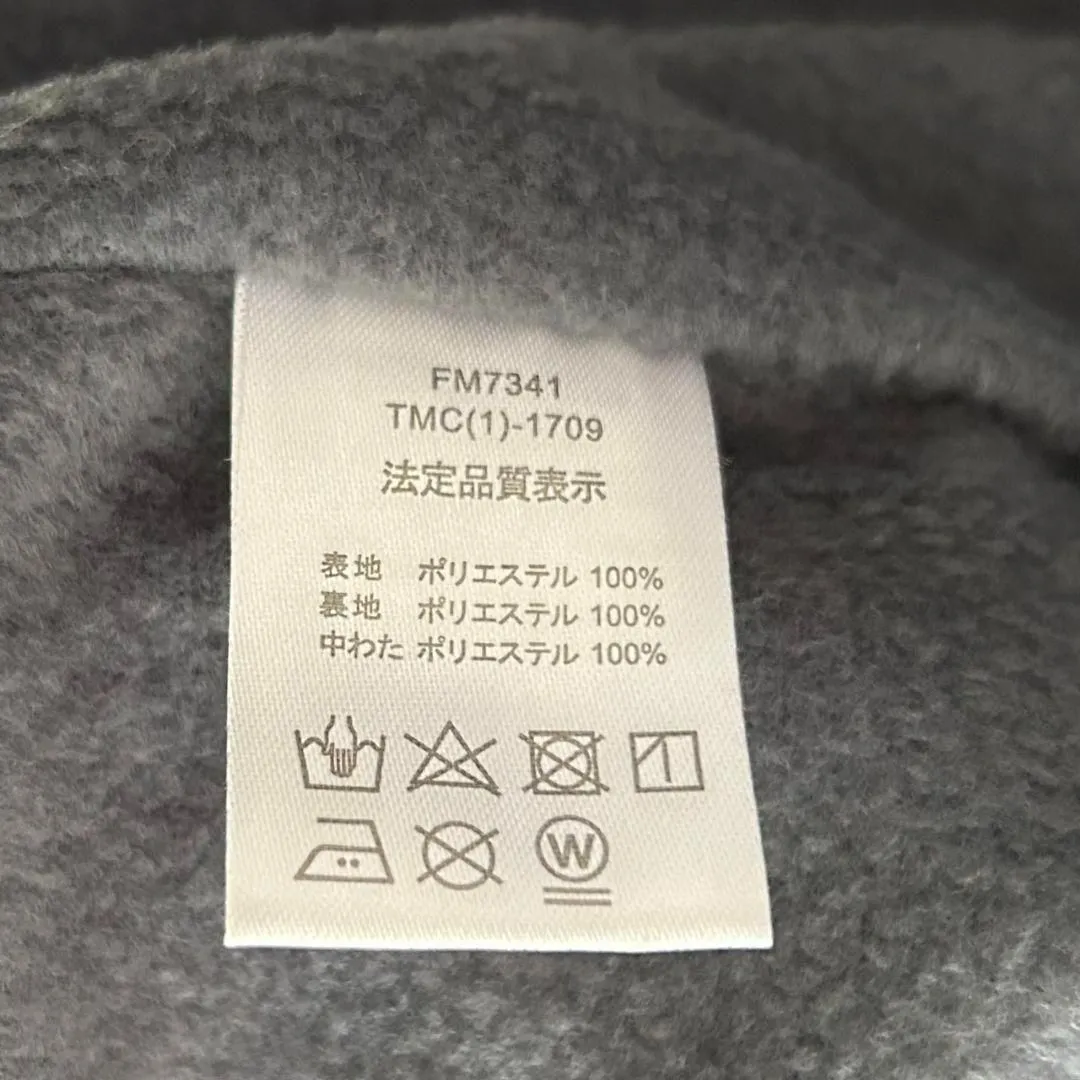 FM7341
TMC(1)-1709
法定品質表示
表地 ポリエステル 100%
裏地 ポリエステル 100%
中わた ポリエステル 100%
W